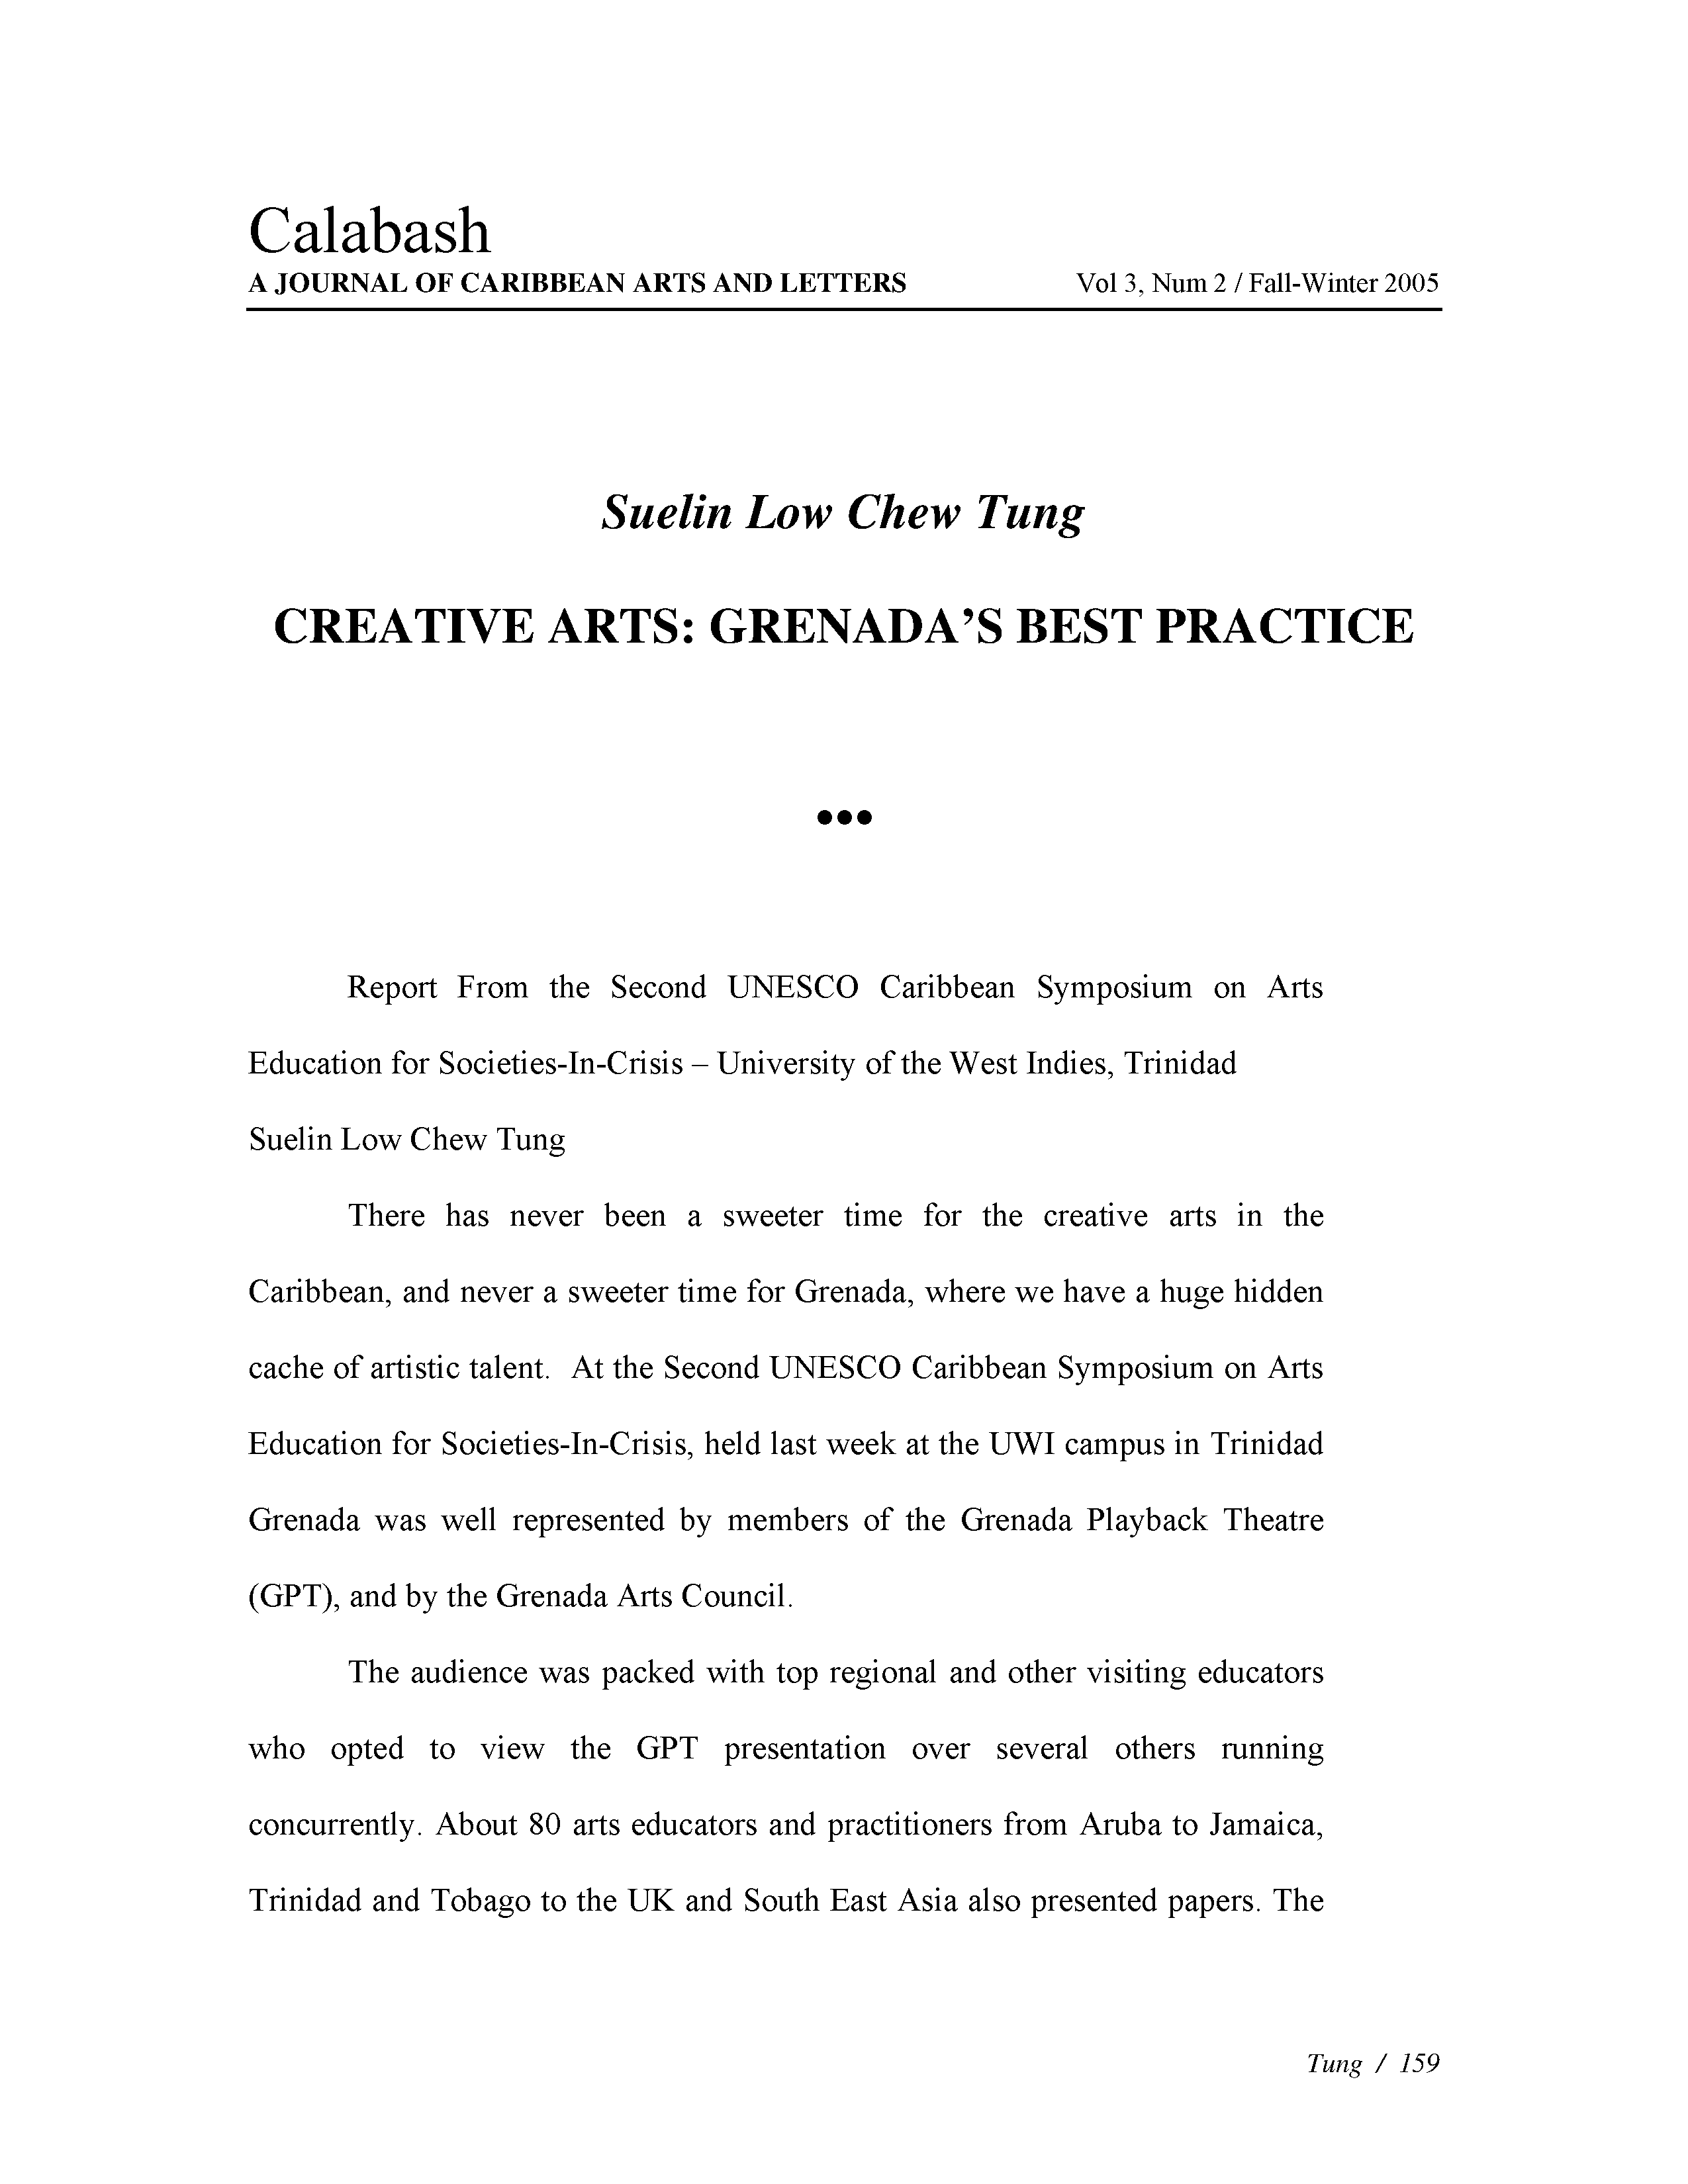 Calabash
A JOURNAL OF CARIBBEAN ARTS AND LETTERS Vol 3, Num 2 / Fall-Winter 2005
Suelin Low Chew Tung
CREATIVE ARTS: GRENADA’S BEST PRACTICE
●●●
Report From the Second UNESCO Caribbean Symposium on Arts
Education for Societies-In-Crisis – University of the West Indies, Trinidad
Suelin Low Chew Tung
There has never been a sweeter time for the creative arts in the
Caribbean, and never a sweeter time for Grenada, where we have a huge hidden
cache of artistic talent.  At the Second UNESCO Caribbean Symposium on Arts
Education for Societies-In-Crisis, held last week at the UWI campus in Trinidad
Grenada was well represented by members of the Grenada Playback Theatre
(GPT), and by the Grenada Arts Council.
The audience was packed with top regional and other visiting educators
who opted to view the GPT presentation over several others running
concurrently. About 80 arts educators and practitioners from Aruba to Jamaica,
Trinidad and Tobago to the UK and South East Asia also presented papers. The
Tung / 159